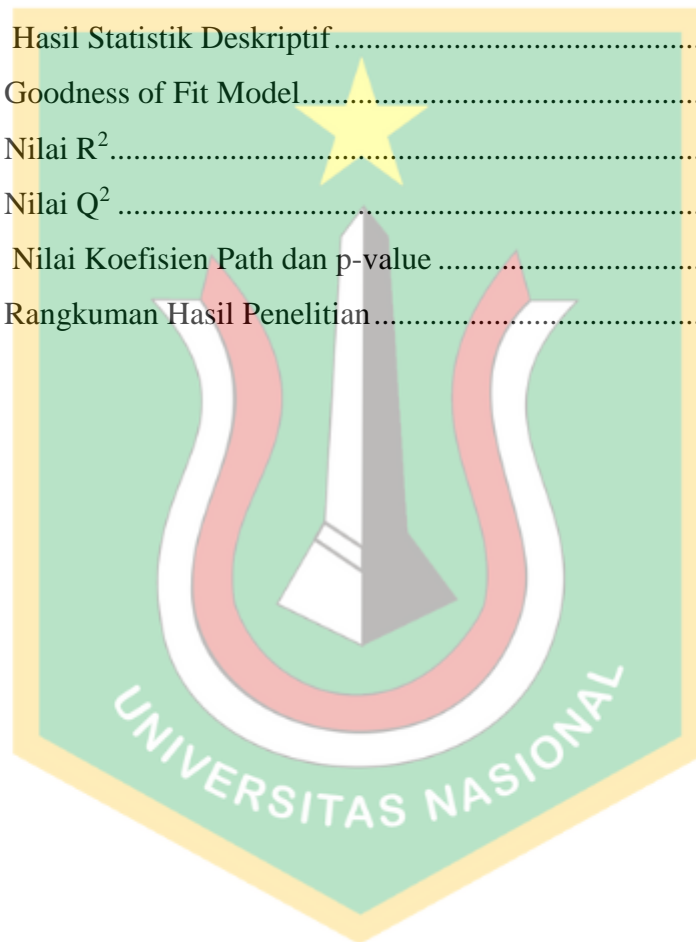 Hasil Statistik Deskriptif.............................................
Goodness of Fit Model.................................................
Nilai R².........................................................................
Nilai Q² ........................................................................
Nilai Koefisien Path dan p-value ................................
Rangkuman Hasil Penelitian........................................
UNIVERSITAS NASIONAL